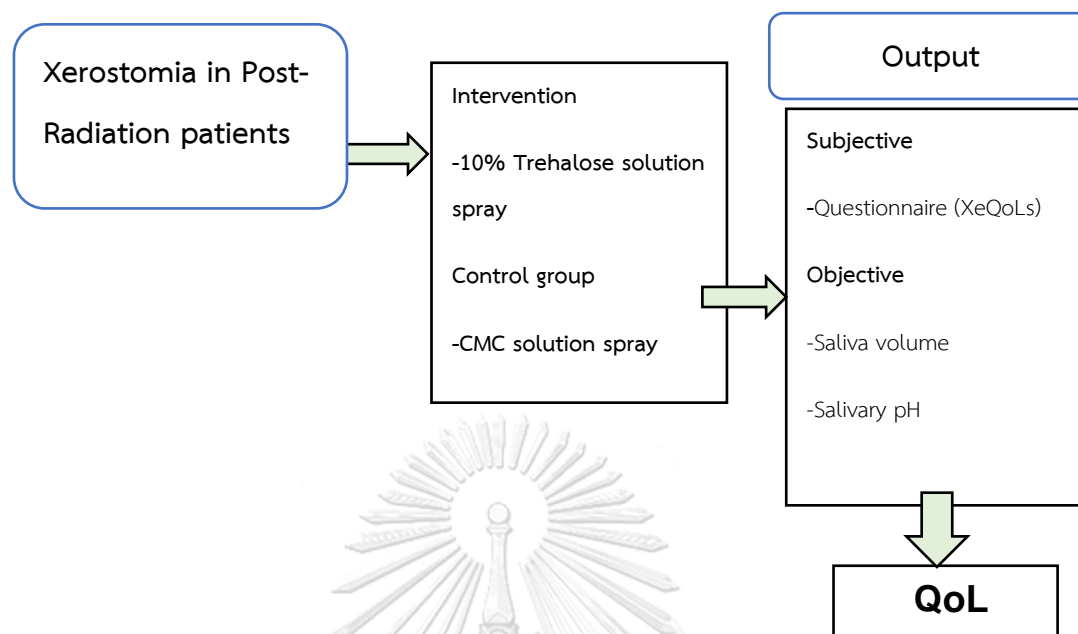 Xerostomia in Post-
Radiation patients
Intervention
-10% Trehalose solution
spray
Control group
-CMC solution spray
Output
Subjective
-Questionnaire (XeQoLs)
Objective
-Saliva volume
-Salivary pH
QoL